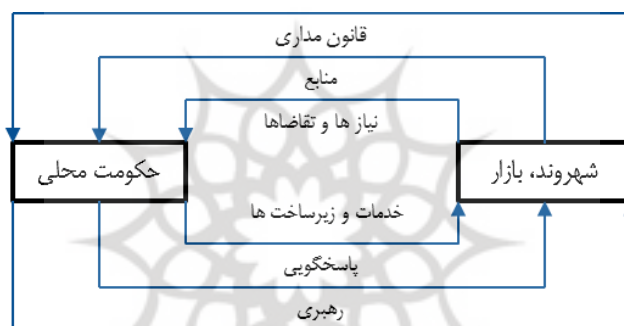 قانون مداری
منابع
نیاز ها و تقاضاها
شهروند، بازار
حکومت محلی
خدمات و زیرساخت ها
پاسخگویی
رهبری